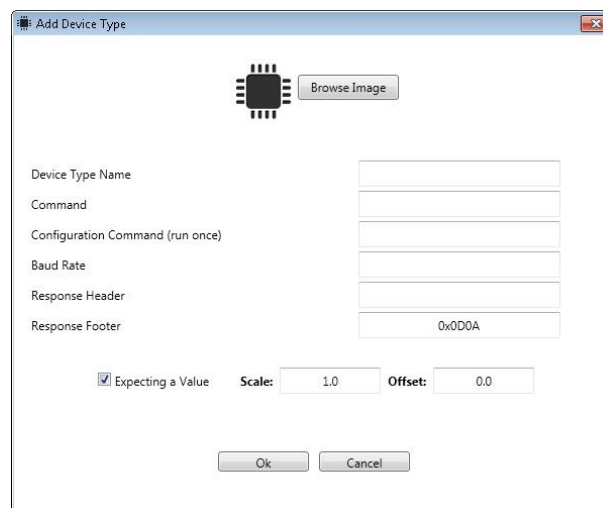 Add Device Type
Browse Image
Device Type Name
Command
Configuration Command (run once)
Baud Rate
Response Header
Response Footer 0x0D0A
Expecting a Value Scale: 1.0 Offset: 0.0
Ok Cancel